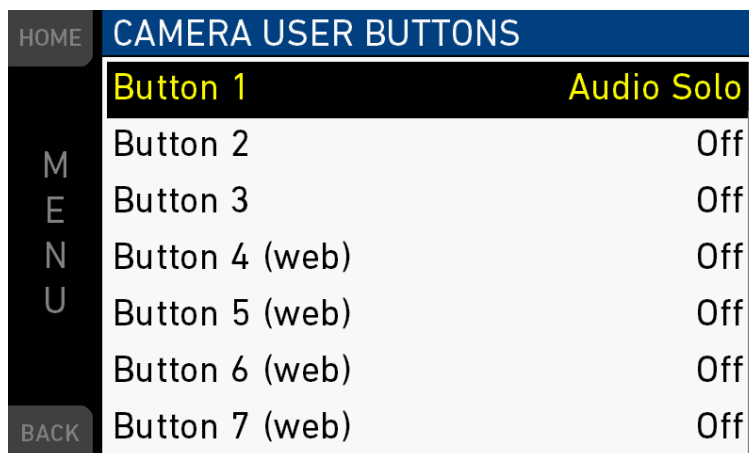 HOME
CAMERA USER BUTTONS
Button 1 Audio Solo
Button 2 Off
Button 3 Off
Button 4 (web) Off
Button 5 (web) Off
Button 6 (web) Off
Button 7 (web) Off
MENU
BACK